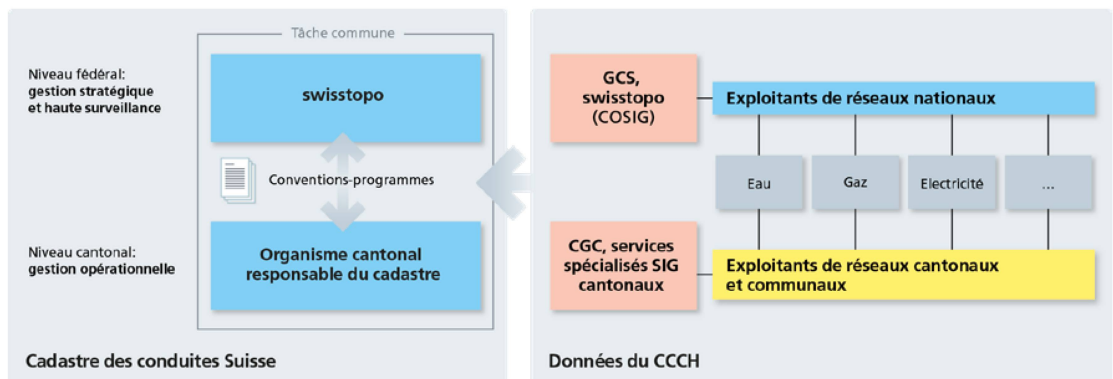 Tâche commune
Niveau fédéral:
gestion stratégique
et haute surveillance
swisstopo
Conventions-programmes
Niveau cantonal:
gestion opérationnelle
Organisme cantonal
responsable du cadastre
Cadastre des conduites Suisse
GCS,
swisstopo
(COSIG)
Exploitants de réseaux nationaux
Eau
Gaz
Electricité
...
CGC, services
spécialisés SIG
cantonaux
Exploitants de réseaux cantonaux
et communaux
Données du CCCH